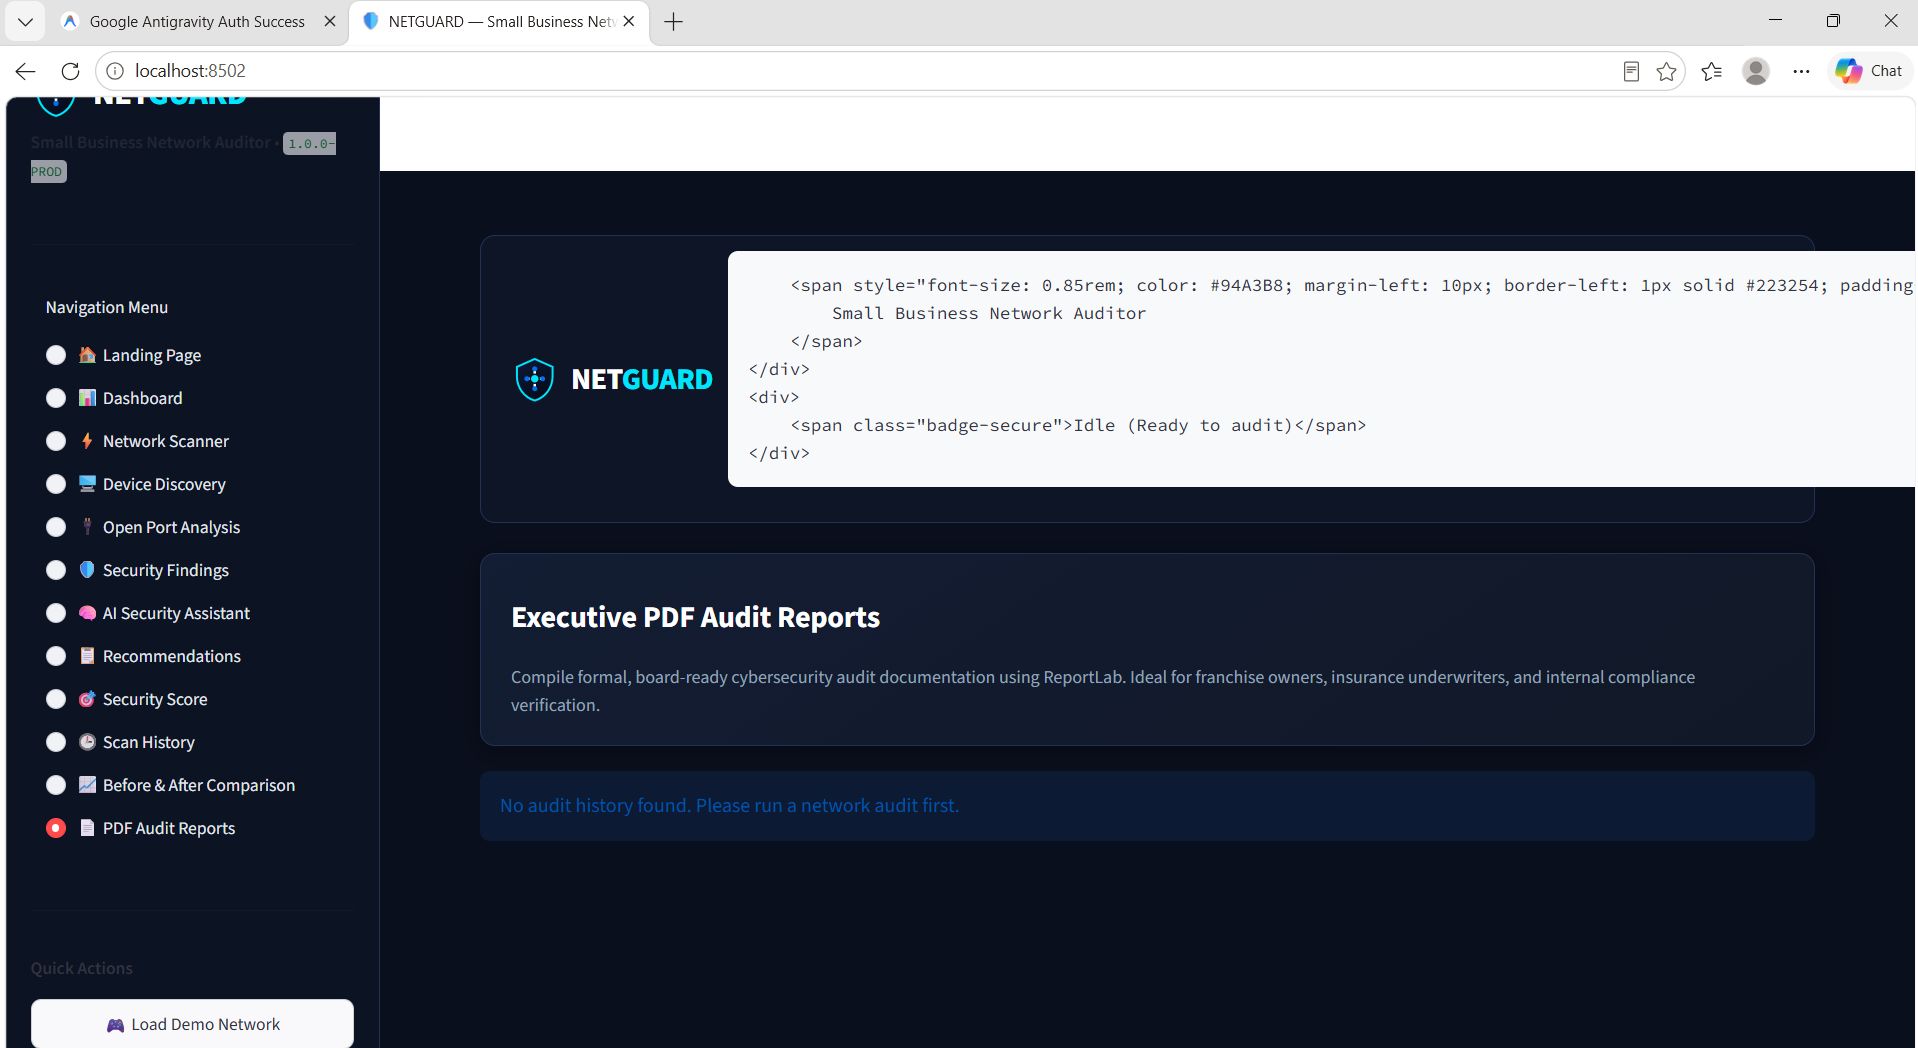 Google Antigravity Auth Success
NETGUARD — Small Business Net
localhost:8502
Chat
NETGUARD
Small Business Network Auditor • 1.0.0-
PROD
Navigation Menu
Landing Page
Dashboard
Network Scanner
Device Discovery
Open Port Analysis
Security Findings
AI Security Assistant
Recommendations
Security Score
Scan History
Before & After Comparison
PDF Audit Reports
Quick Actions
Load Demo Network
NETGUARD
<span style="font-size: 0.85rem; color: #94A3B8; margin-left: 10px; border-left: 1px solid #223254; padding
Small Business Network Auditor
</span>
</div>
<div>
<span class="badge-secure">Idle (Ready to audit)</span>
</div>
Executive PDF Audit Reports
Compile formal, board-ready cybersecurity audit documentation using ReportLab. Ideal for franchise owners, insurance underwriters, and internal compliance
verification.
No audit history found. Please run a network audit first.